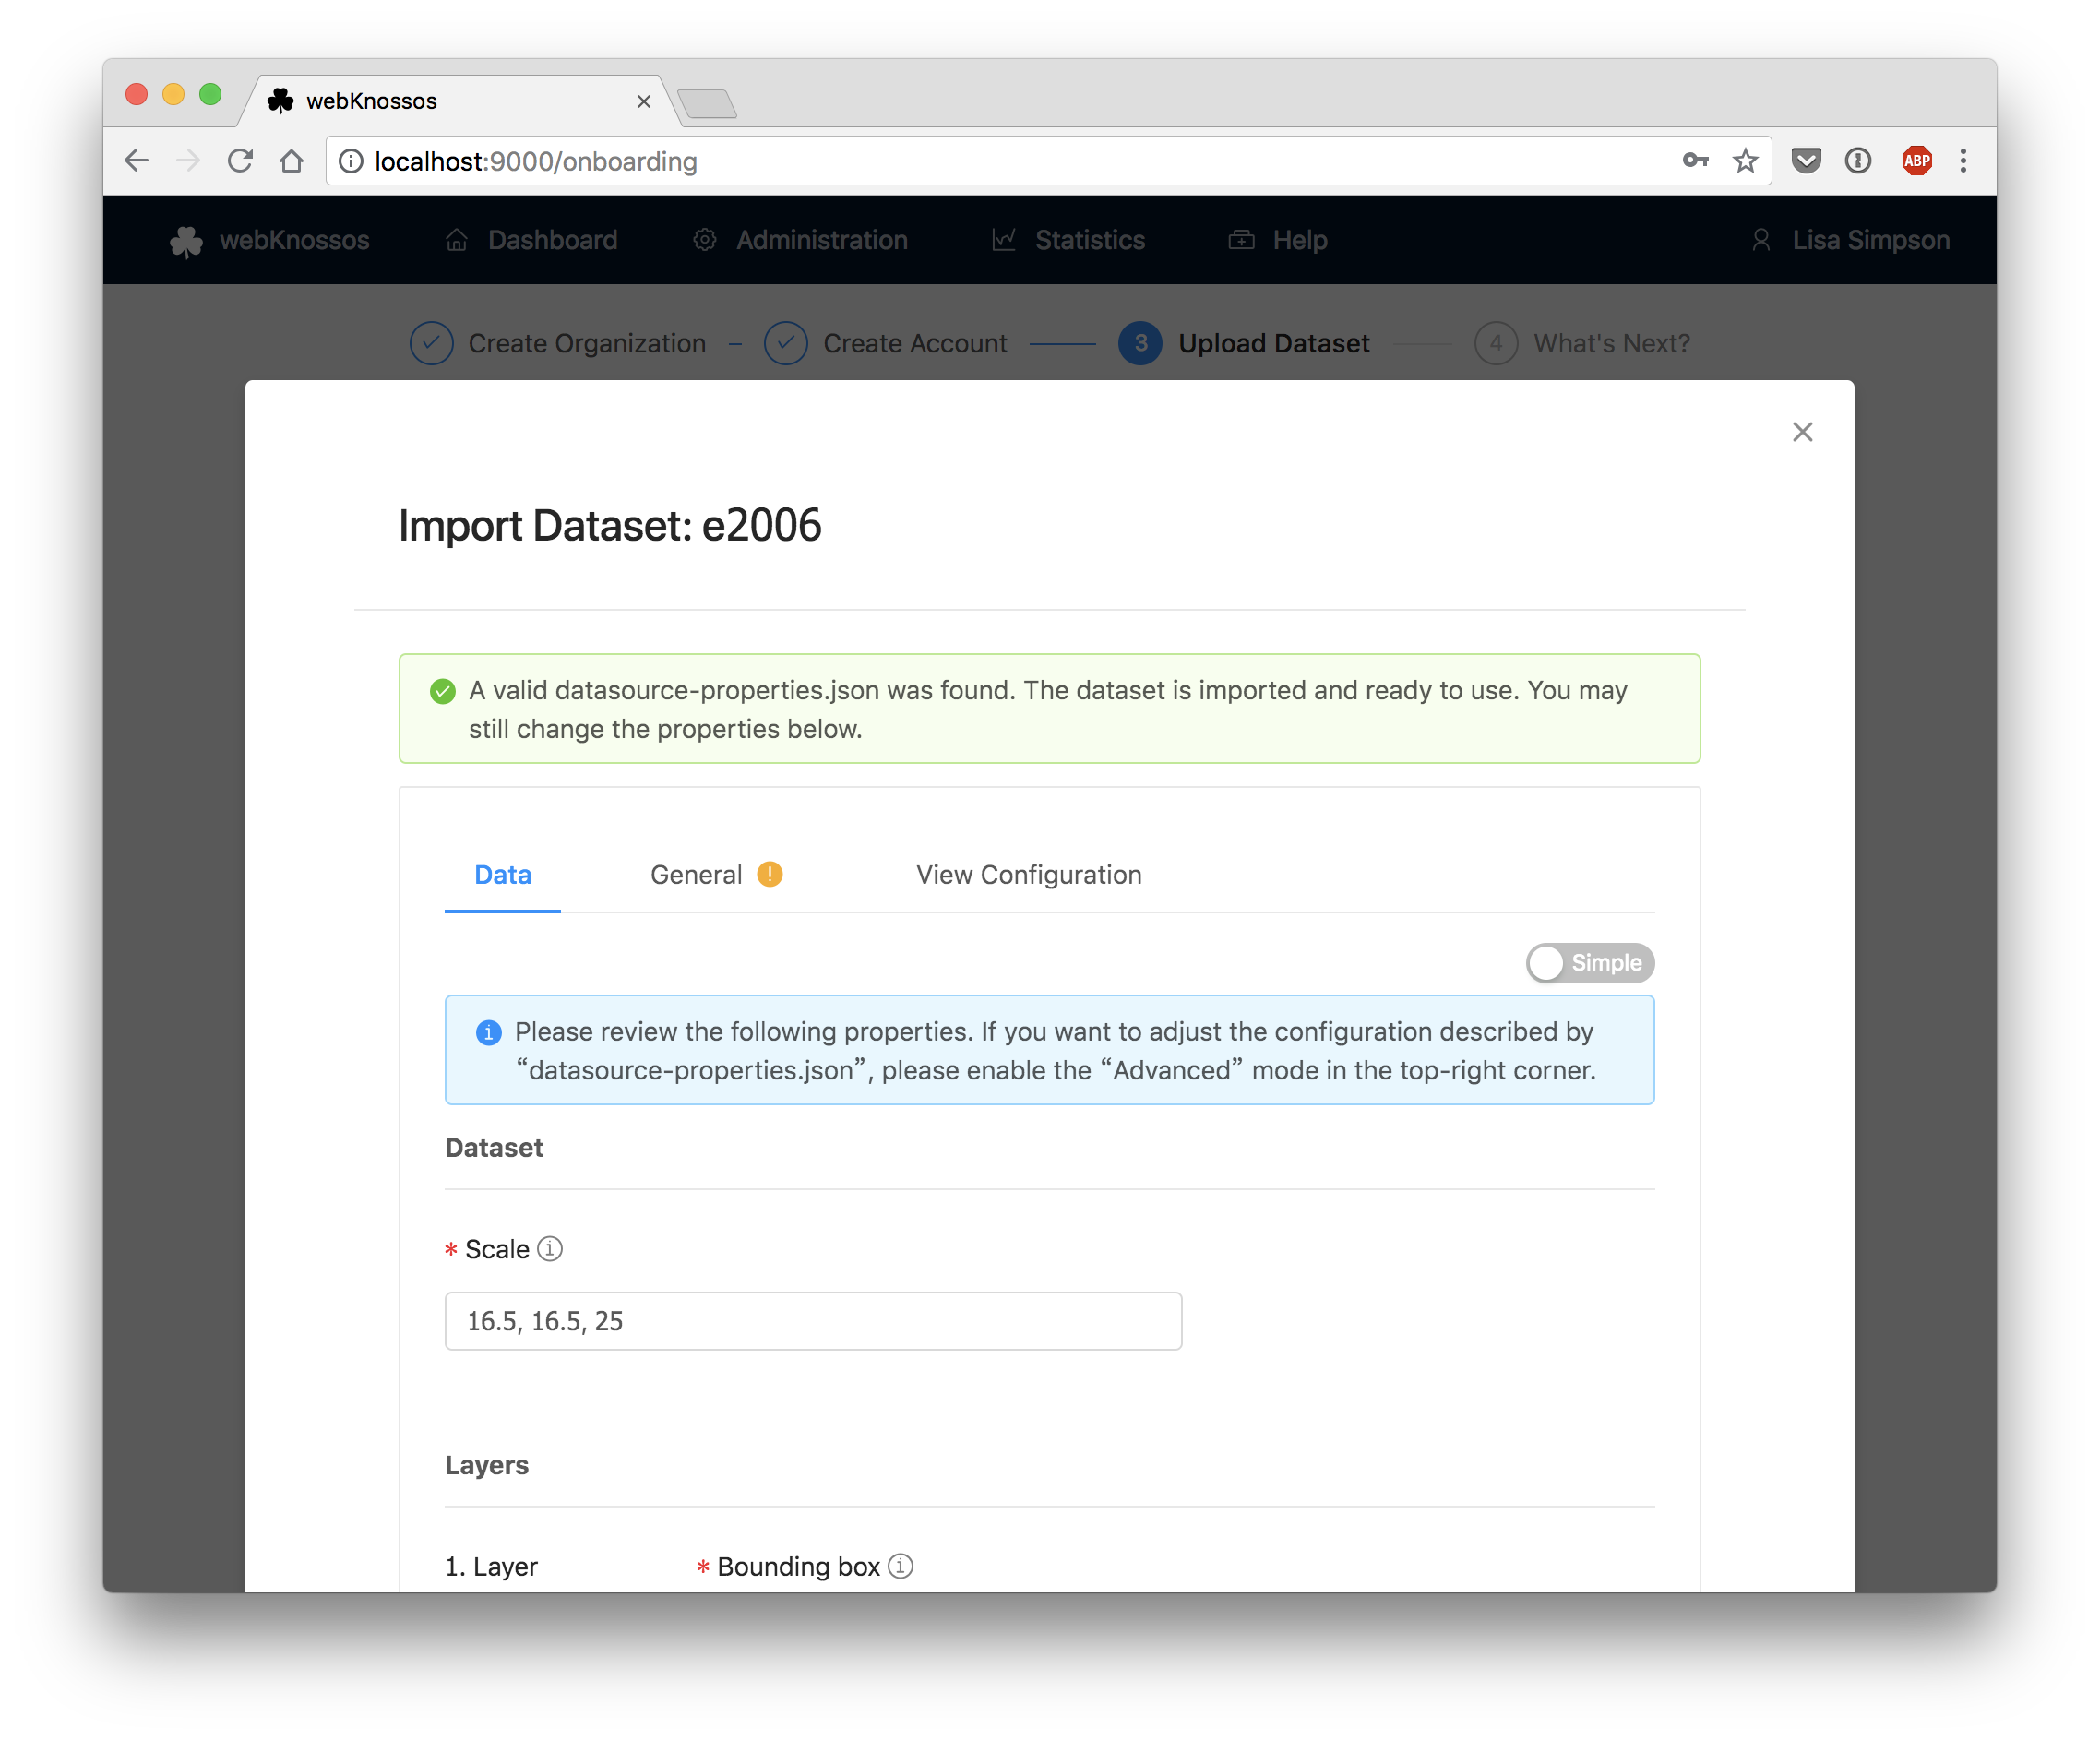 webKnossos
localhost:9000/onboarding
ABP
webKnossos Dashboard Administration Statistics Help Lisa Simpson
Create Organization Create Account 3 Upload Dataset 4 What's Next?
Import Dataset: e2006
A valid datasource-properties.json was found. The dataset is imported and ready to use. You may
still change the properties below.
Data General View Configuration
Simple
Please review the following properties. If you want to adjust the configuration described by
“datasource-properties.json”, please enable the “Advanced” mode in the top-right corner.
Dataset
* Scale
16.5, 16.5, 25
Layers
1. Layer * Bounding box